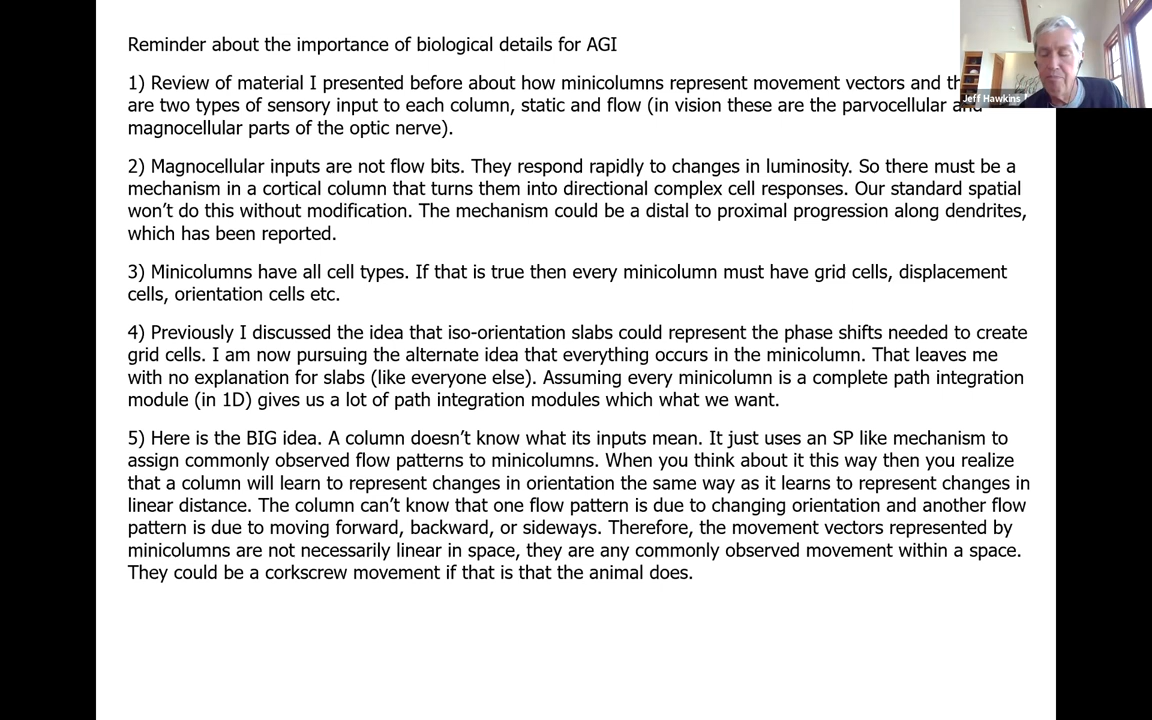 Reminder about the importance of biological details for AGI
1) Review of material I presented before about how minicolumns represent movement vectors and th
are two types of sensory input to each column, static and flow (in vision these are the parvocellular and
magnocellular parts of the optic nerve).
2) Magnocellular inputs are not flow bits. They respond rapidly to changes in luminosity. So there must be a
mechanism in a cortical column that turns them into directional complex cell responses. Our standard spatial
won't do this without modification. The mechanism could be a distal to proximal progression along dendrites,
which has been reported.
3) Minicolumns have all cell types. If that is true then every minicolumn must have grid cells, displacement
cells, orientation cells etc.
4) Previously I discussed the idea that iso-orientation slabs could represent the phase shifts needed to create
grid cells. I am now pursuing the alternate idea that everything occurs in the minicolumn. That leaves me
with no explanation for slabs (like everyone else). Assuming every minicolumn is a complete path integration
module (in 1D) gives us a lot of path integration modules which what we want.
5) Here is the BIG idea. A column doesn't know what its inputs mean. It just uses an SP like mechanism to
assign commonly observed flow patterns to minicolumns. When you think about it this way then you realize
that a column will learn to represent changes in orientation the same way as it learns to represent changes in
linear distance. The column can't know that one flow pattern is due to changing orientation and another flow
pattern is due to moving forward, backward, or sideways. Therefore, the movement vectors represented by
minicolumns are not necessarily linear in space, they are any commonly observed movement within a space.
They could be a corkscrew movement if that is that the animal does.
Jeff Hawkins